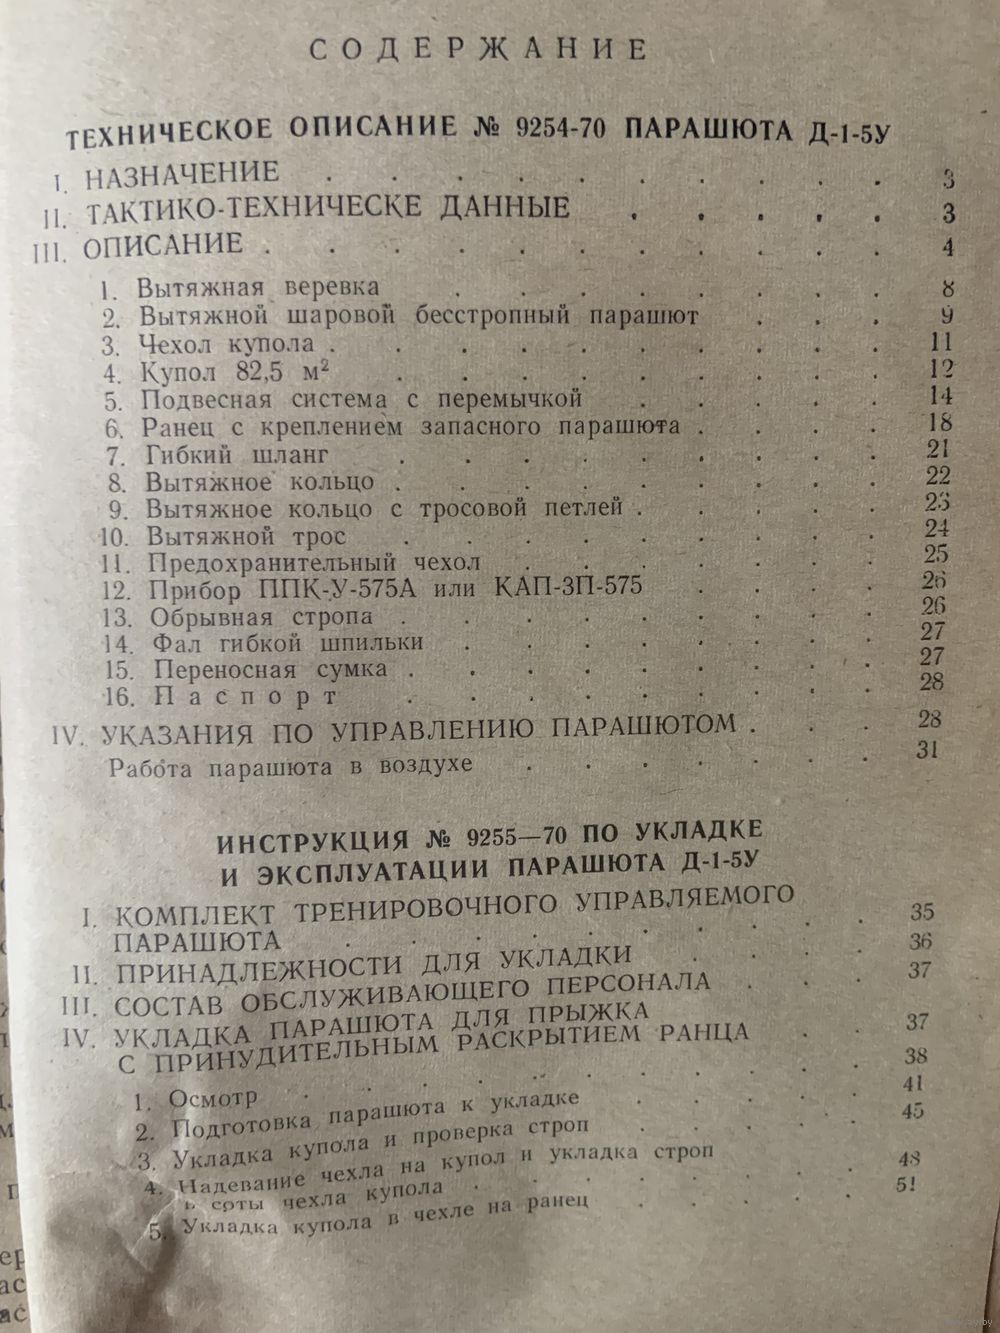 СОДЕРЖАНИЕ
ТЕХНИЧЕСКОЕ ОПИСАНИЕ № 9254-70 ПАРАШЮТА Д-1-5У
I. НАЗНАЧЕНИЕ . . . . . . . . . . 3
II. ТАКТИКО-ТЕХНИЧЕСКЕ ДАННЫЕ . . . . . 3
III. ОПИСАНИЕ . . . . . . . . . . . 4
1. Вытяжная веревка . . . . . . . . 8
2. Вытяжной шаровой бесстропный парашют . . . 9
3. Чехол купола . . . . . . . . . . 11
4. Купол 82,5 м² . . . . . . . . . 12
5. Подвесная система с перемычкой . . . . . 14
6. Ранец с креплением запасного парашюта . . . . 18
7. Гибкий шланг . . . . . . . . . 21
8. Вытяжное кольцо . . . . . . . . . 22
9. Вытяжное кольцо с тросовой петлей . . . . . 23
10. Вытяжной трос . . . . . . . . . 24
11. Предохранительный чехол . . . . . . . 25
12. Прибор ППК-У-575А или КАП-3П-575 . . . . 26
13. Обрывная стропа . . . . . . . . . 26
14. Фал гибкой шпильки . . . . . . . . 27
15. Переносная сумка . . . . . . . . . 27
16. Паспорт . . . . . . . . . 28
IV. УКАЗАНИЯ ПО УПРАВЛЕНИЮ ПАРАШЮТОМ . . . 28
Работа парашюта в воздухе . . . . . . . 31
ИНСТРУКЦИЯ № 9255—70 ПО УКЛАДКЕ
И ЭКСПЛУАТАЦИИ ПАРАШЮТА Д-1-5У
I. КОМПЛЕКТ ТРЕНИРОВОЧНОГО УПРАВЛЯЕМОГО
ПАРАШЮТА . . . . . . . . . . 35
II. ПРИНАДЛЕЖНОСТИ ДЛЯ УКЛАДКИ . . . . 36
III. СОСТАВ ОБСЛУЖИВАЮЩЕГО ПЕРСОНАЛА . . . 37
IV. УКЛАДКА ПАРАШЮТА ДЛЯ ПРЫЖКА
С ПРИНУДИТЕЛЬНЫМ РАСКРЫТИЕМ РАНЦА . . 37
1. Осмотр . . . . . . . . . . 38
2. Подготовка парашюта к укладке . . . . . 41
3. Укладка купола и проверка строп . . . . . 45
4. Надевание чехла на купол и укладка строп
в соты чехла купола . . . . . . . 48
5. Укладка купола в чехле на ранец . . . . . 51